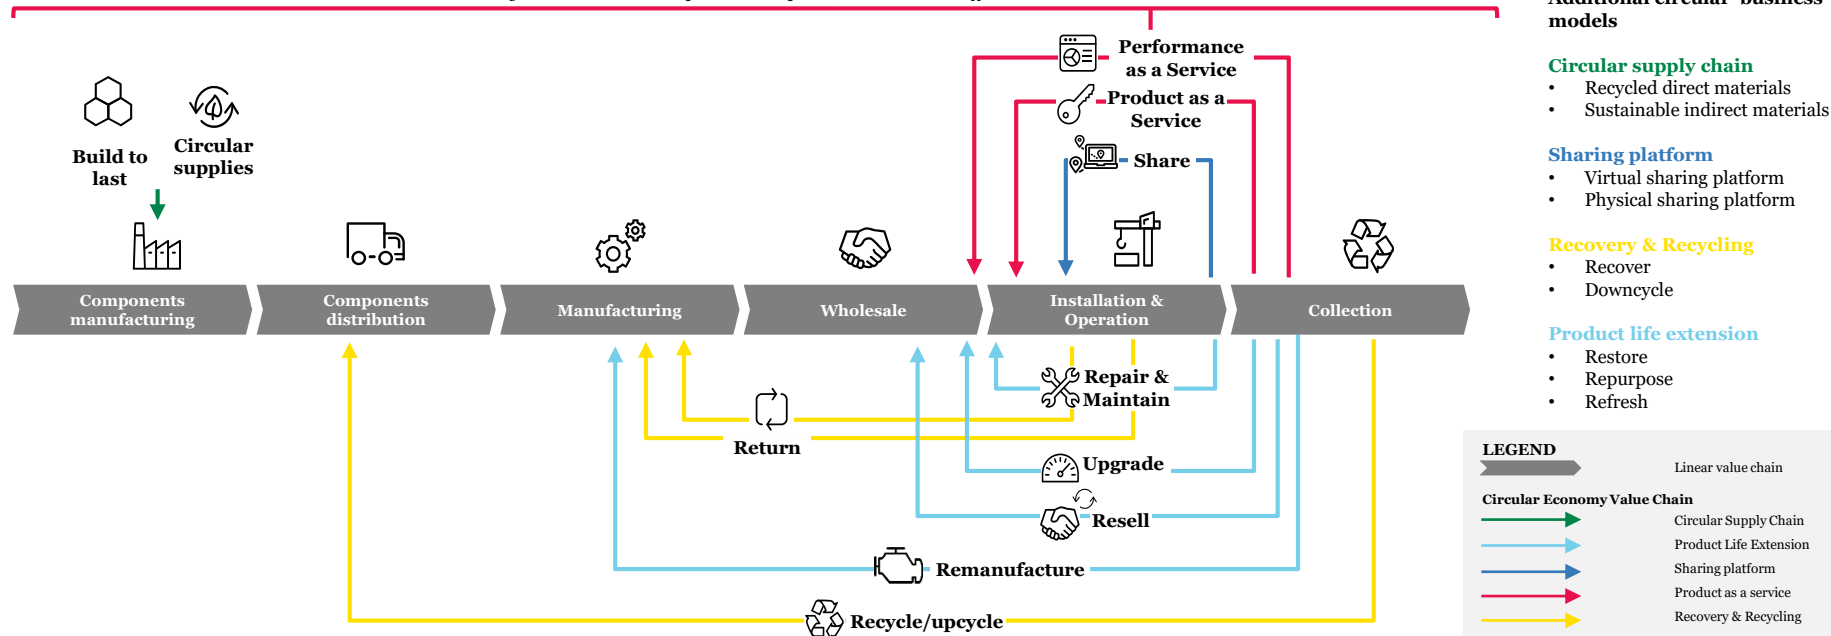 Additional circular business
models
Performance
as a Service
Product as a
Service
Share
Build to
last
Circular
supplies
Circular supply chain
• Recycled direct materials
• Sustainable indirect materials
Sharing platform
• Virtual sharing platform
• Physical sharing platform
Recovery & Recycling
• Recover
• Downcycle
Product life extension
• Restore
• Repurpose
• Refresh
Components
manufacturing
Components
distribution
Manufacturing
Wholesale
Installation &
Operation
Collection
Repair &
Maintain
Return
Upgrade
Resell
Remanufacture
Recycle/upcycle
LEGEND
Linear value chain
Circular Economy Value Chain
Circular Supply Chain
Product Life Extension
Sharing platform
Product as a service
Recovery & Recycling